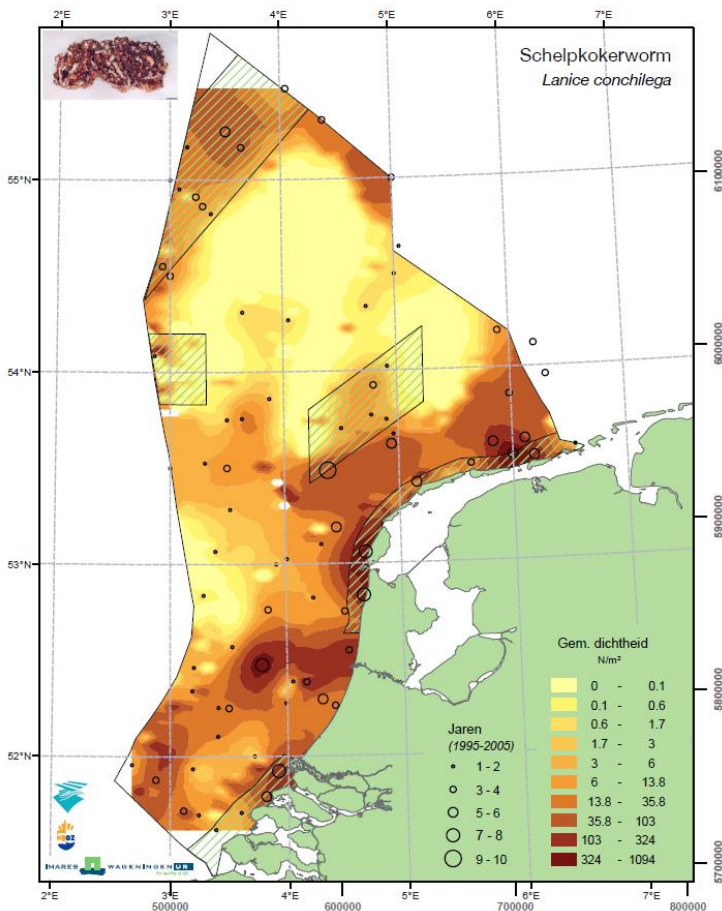 2°E 3°E 4°E 5°E 6°E 7°E
Schelpkokerworm
Lanice conchilega
6100000
55°N
6000000
54°N
5900000
53°N
5800000
52°N
5700000
Gem. dichtheid
N/m²
0 - 0.1
0.1 - 0.6
0.6 - 1.7
1.7 - 3
3 - 6
6 - 13.8
13.8 - 35.8
35.8 - 103
103 - 324
324 - 1094
Jaren
(1995-2005)
1 - 2
3 - 4
5 - 6
7 - 8
9 - 10
IMARES WAGENINGEN UR
2°E 3°E 4°E 5°E 6°E 7°E
500000 600000 700000 800000